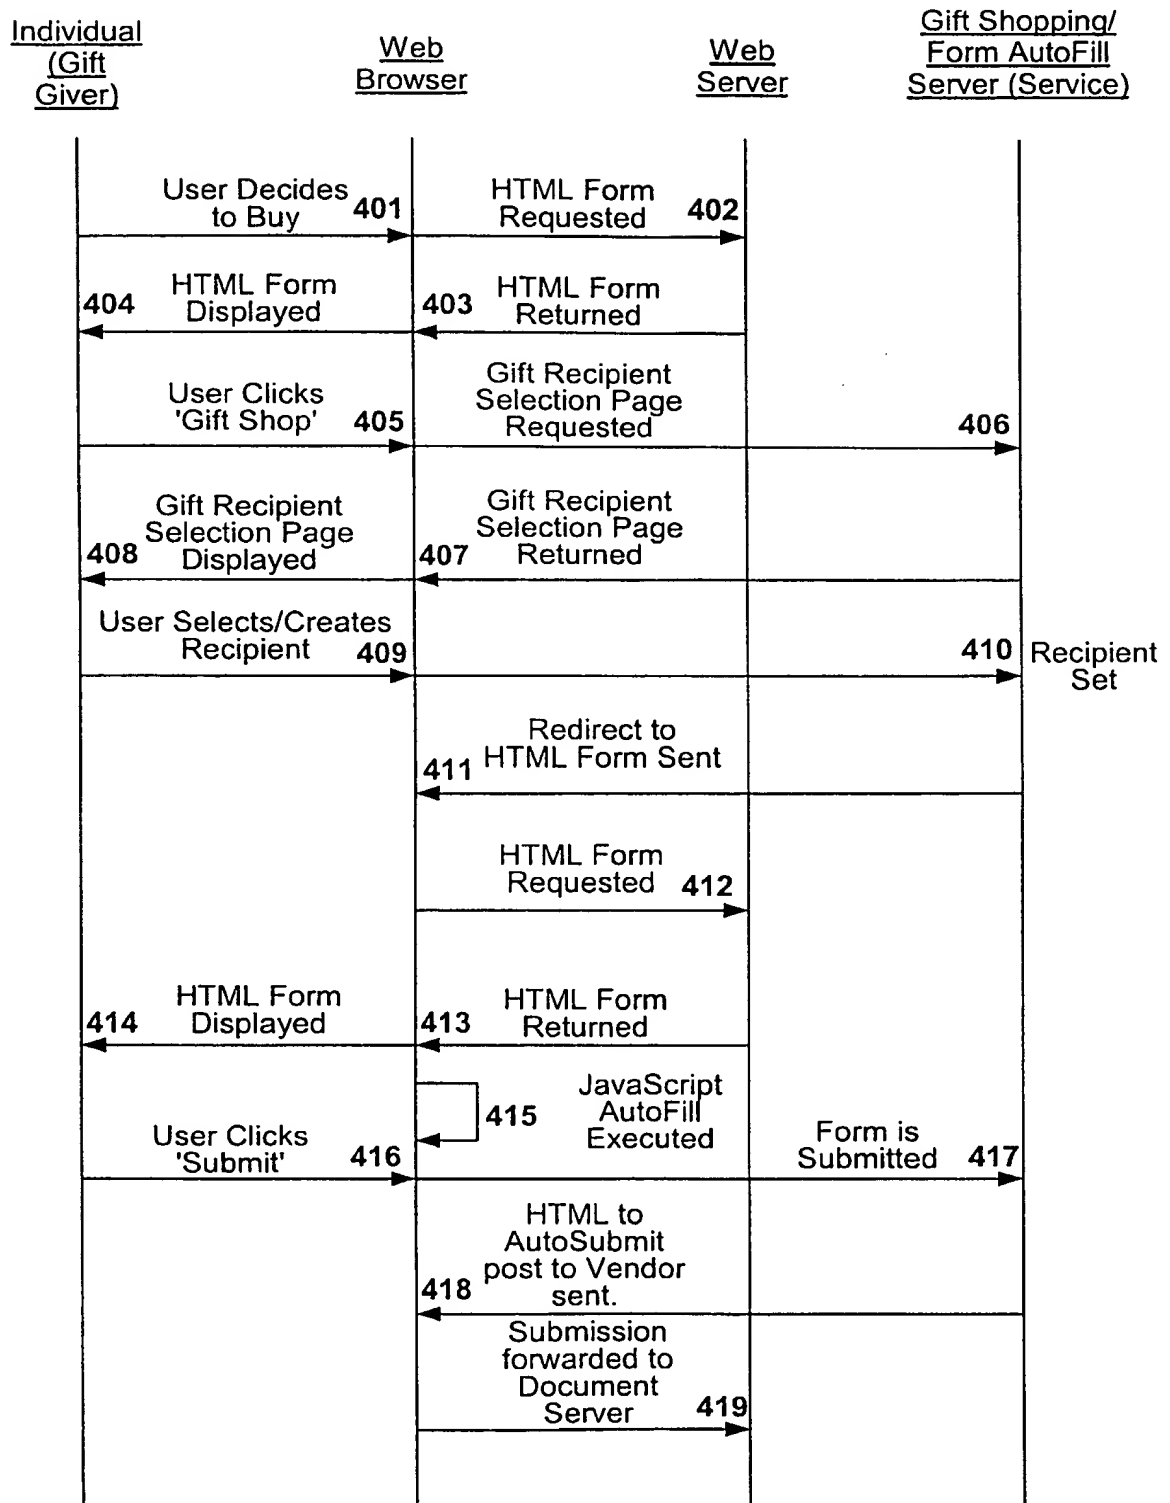 Individual
(Gift
Giver)
Web
Browser
Web
Server
Gift Shopping/
Form AutoFill
Server (Service)
User Decides
to Buy 401
HTML Form
Requested 402
HTML Form
Displayed
404
HTML Form
Returned
403
User Clicks
'Gift Shop' 405
Gift Recipient
Selection Page
Requested
406
Gift Recipient
Selection Page
Displayed
408
Gift Recipient
Selection Page
Returned
407
User Selects/Creates
Recipient 409
410 Recipient
Set
Redirect to
HTML Form Sent
411
HTML Form
Requested 412
HTML Form
Displayed
414
HTML Form
Returned
413
415
JavaScript
AutoFill
Executed
User Clicks
'Submit' 416
Form is
Submitted 417
HTML to
AutoSubmit
post to Vendor
sent.
418
Submission
forwarded to
Document
Server 419